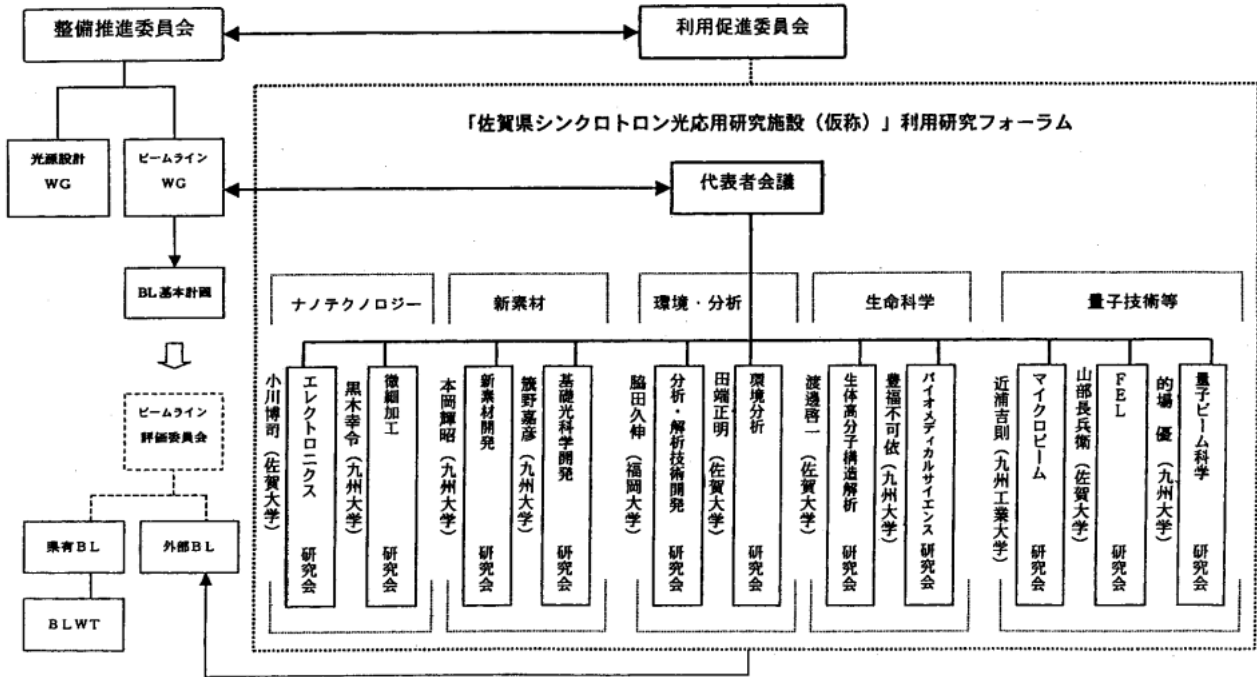 整備推進委員会
利用促進委員会
「佐賀県シンクロトロン光応用研究施設（仮称）」利用研究フォーラム
光源設計
WG
ビームライン
WG
代表者会議
BL基本計画
ナノテクノロジー
新素材
環境・分析
生命科学
量子技術等
ビームライン
評価委員会
県有BL
外部BL
BLWT
小川博司（佐賀大学）
エレクトロニクス 研究会
黒木幸令（九州大学）
微細加工 研究会
本岡輝昭（九州大学）
新素材開発 研究会
簇野嘉彦（九州大学）
基礎光科学開発 研究会
脇田久伸（福岡大学）
分析・解析技術開発 研究会
田端正明（佐賀大学）
環境分析 研究会
渡邊啓一（佐賀大学）
生体高分子構造解析 研究会
豊福不可依（九州大学）
バイオメディカルサイエンス 研究会
近浦吉則（九州工業大学）
マイクロビーム 研究会
山部長兵衛（佐賀大学）
FEL 研究会
的場 優（九州大学）
量子ビーム科学 研究会